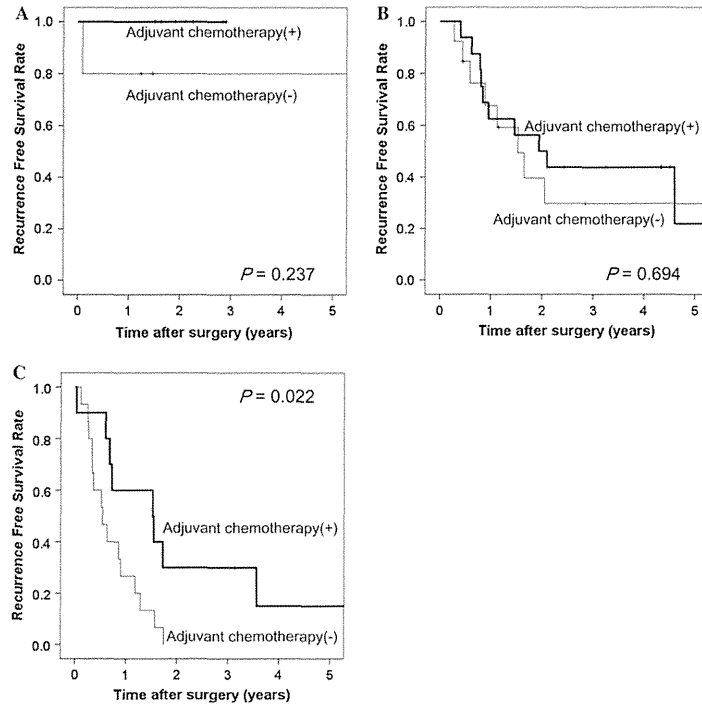 A
Recurrence Free Survival Rate
1.0
0.8
0.6
0.4
0.2
0.0
Adjuvant chemotherapy(+)
Adjuvant chemotherapy(-)
P = 0.237
0 1 2 3 4 5
Time after surgery (years)
B
Recurrence Free Survival Rate
1.0
0.8
0.6
0.4
0.2
0.0
Adjuvant chemotherapy(+)
Adjuvant chemotherapy(-)
P = 0.694
0 1 2 3 4 5
Time after surgery (years)
C
Recurrence Free Survival Rate
1.0
0.8
0.6
0.4
0.2
0.0
P = 0.022
Adjuvant chemotherapy(+)
Adjuvant chemotherapy(-)
0 1 2 3 4 5
Time after surgery (years)